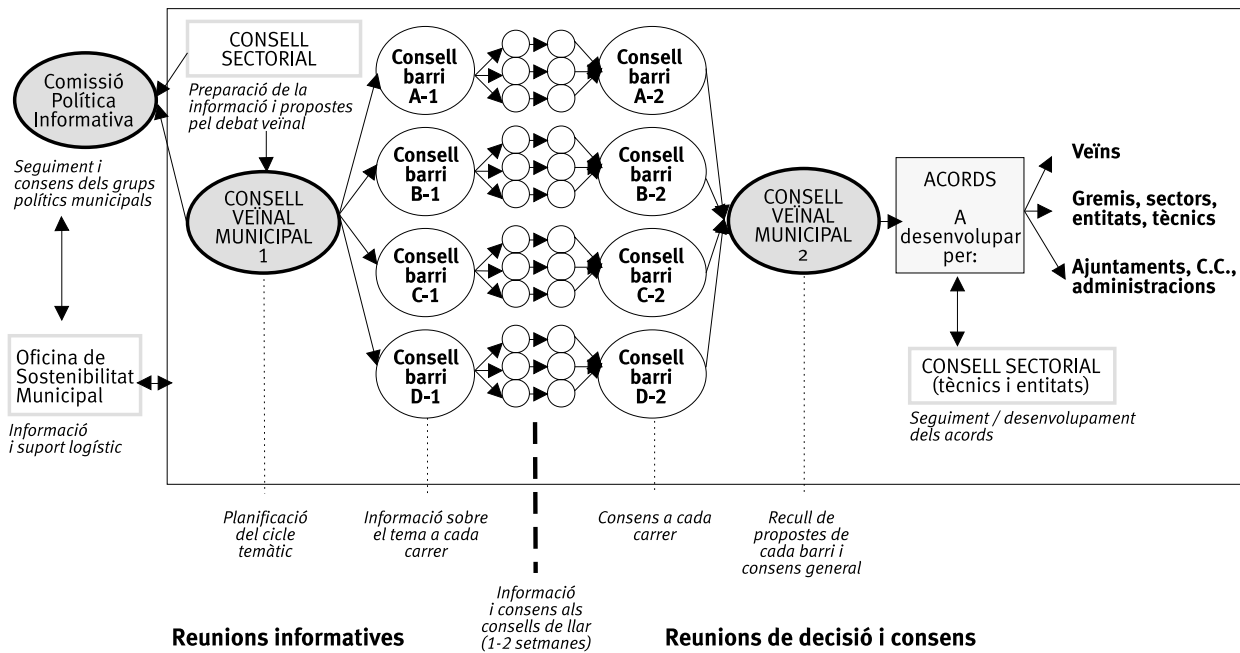 CONSELL
SECTORIAL
Preparació de la
informació i propostes
pel debat veïnal
Comissió
Política
Informativa
Seguiment i
consens dels grups
polítics municipals
Oficina de
Sostenibilitat
Municipal
Informació
i suport logístic
CONSELL
VEÏNAL
MUNICIPAL
1
Consell
barri
A-1
Consell
barri
B-1
Consell
barri
C-1
Consell
barri
D-1
Consell
barri
A-2
Consell
barri
B-2
Consell
barri
C-2
Consell
barri
D-2
CONSELL
VEÏNAL
MUNICIPAL
2
ACORDS
A
desenvolupar
per:
Veïns
Gremis, sectors,
entitats, tècnics
Ajuntaments, C.C.,
administracions
CONSELL SECTORIAL
(tècnics i entitats)
Seguiment / desenvolupament
dels acords
Planificació
del cicle
temàtic
Informació sobre
el tema a cada
carrer
Informació
i consens als
consells de llar
(1-2 setmanes)
Consens a cada
carrer
Recull de
propostes de
cada barri i
consens general
Reunions informatives
Reunions de decisió i consens